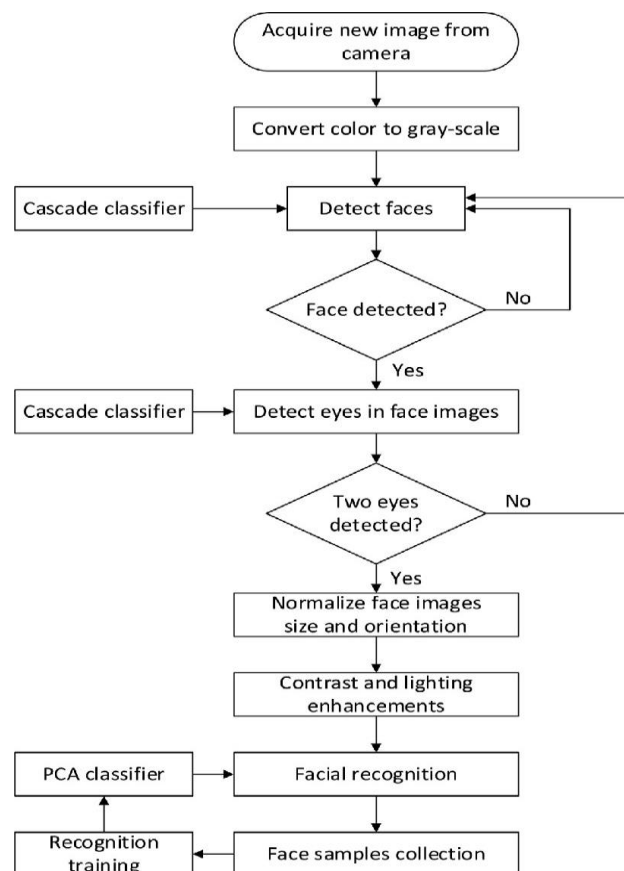 Acquire new image from
camera
Convert color to gray-scale
Cascade classifier
Detect faces
Face detected?
No
Yes
Cascade classifier
Detect eyes in face images
Two eyes
detected?
No
Yes
Normalize face images
size and orientation
Contrast and lighting
enhancements
PCA classifier
Facial recognition
Recognition
training
Face samples collection